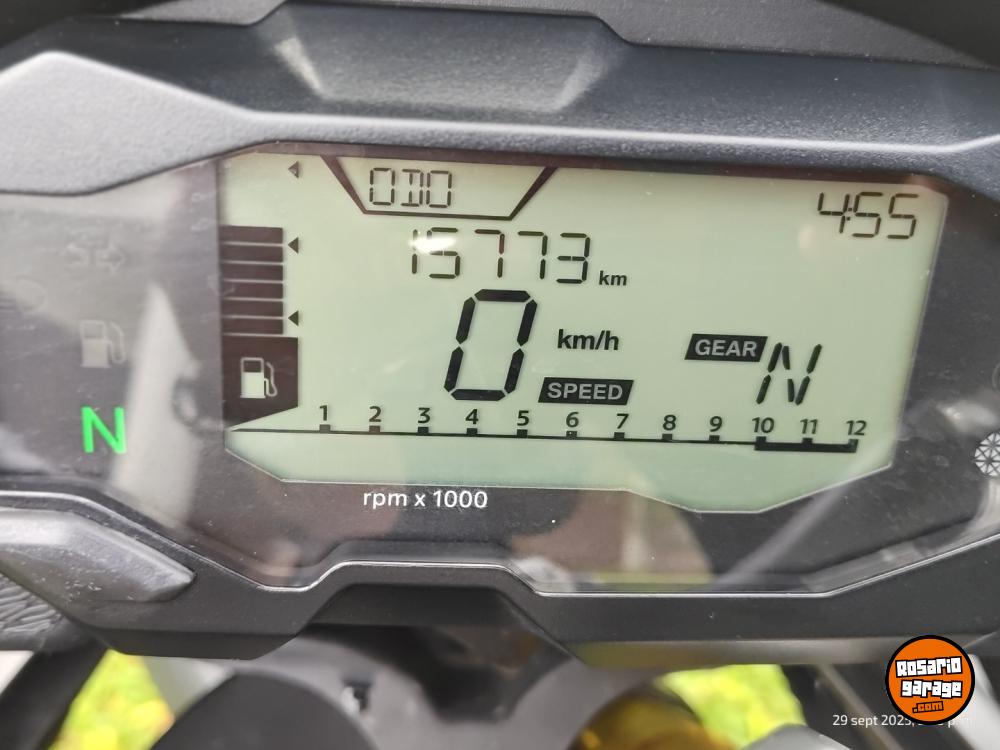 ODO
4:55
15773 km
0 km/h
SPEED
GEAR N
N
1 2 3 4 5 6 7 8 9 10 11 12
rpm x 1000
ROSARIO
garage
.com
29 sept